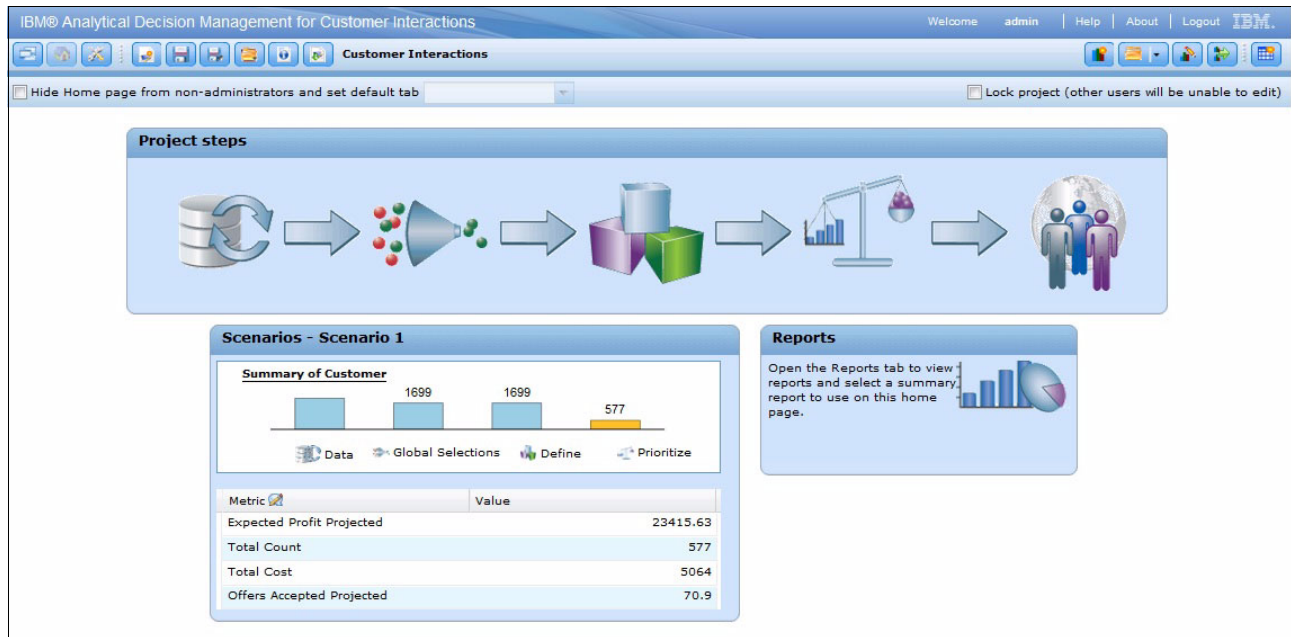 IBM® Analytical Decision Management for Customer Interactions
Welcome admin | Help | About | Logout IBM.
Customer Interactions
Hide Home page from non-administrators and set default tab
Lock project (other users will be unable to edit)
Project steps
Scenarios - Scenario 1
Summary of Customer
1699 1699 577
Data Global Selections Define Prioritize
Metric Value
Expected Profit Projected 23415.63
Total Count 577
Total Cost 5064
Offers Accepted Projected 70.9
Reports
Open the Reports tab to view
reports and select a summary
report to use on this home
page.